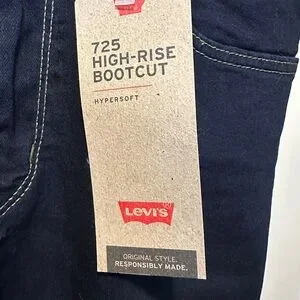 725
HIGH-RISE
BOOTCUT
HYPERSOFT
LEVI'S
ORIGINAL STYLE.
RESPONSIBLY MADE.